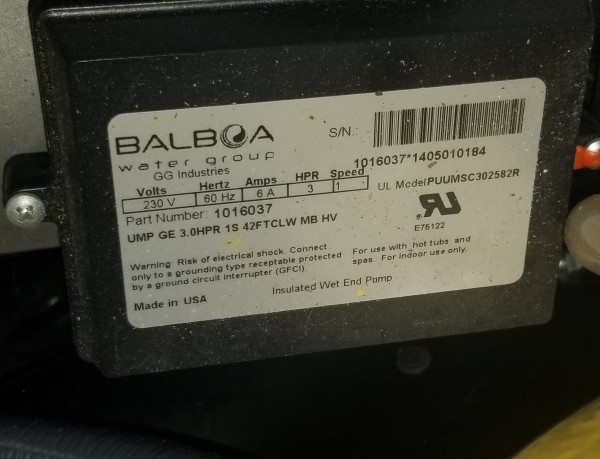 BALBOA
water group
GG Industries
S/N.:
1016037*1405010184
Volts Hertz Amps HPR Speed
230 V 60 Hz 6 A 3 1
UL Model PUUMSC302582R
Part Number: 1016037
UMP GE 3.0HPR 1S 42FTCLW MB HV
RU
E75122
Warning. Risk of electrical shock. Connect
only to a grounding type receptable protected
by a ground circuit interrupter (GFCI).
For use with hot tubs and
spas. For indoor use only.
Made in USA
Insulated Wet End Pump